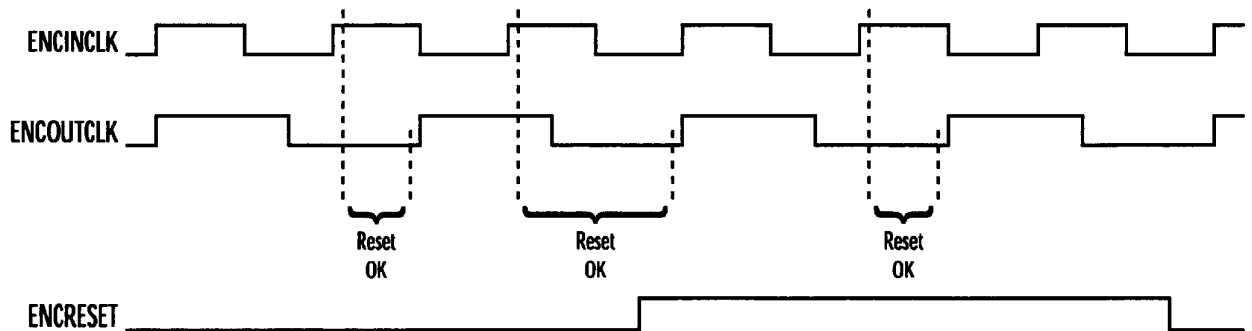 ENCINCLK
ENCOUTCLK
Reset
OK
Reset
OK
Reset
OK
ENCRESET